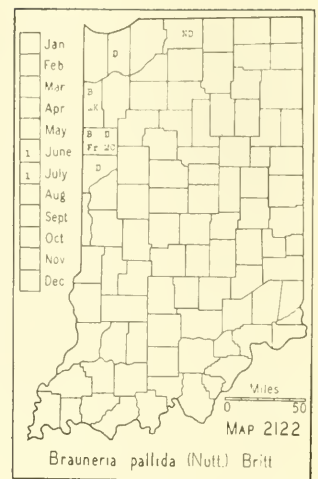 Jan
Feb
Mar
Apr
May
1 June
1 July
Aug
Sept
Oct
Nov
Dec
ND
D
B
B D
Fr 20
D
Miles
0 50
MAP 2122
Brauneria pallida (Nutt.) Britt